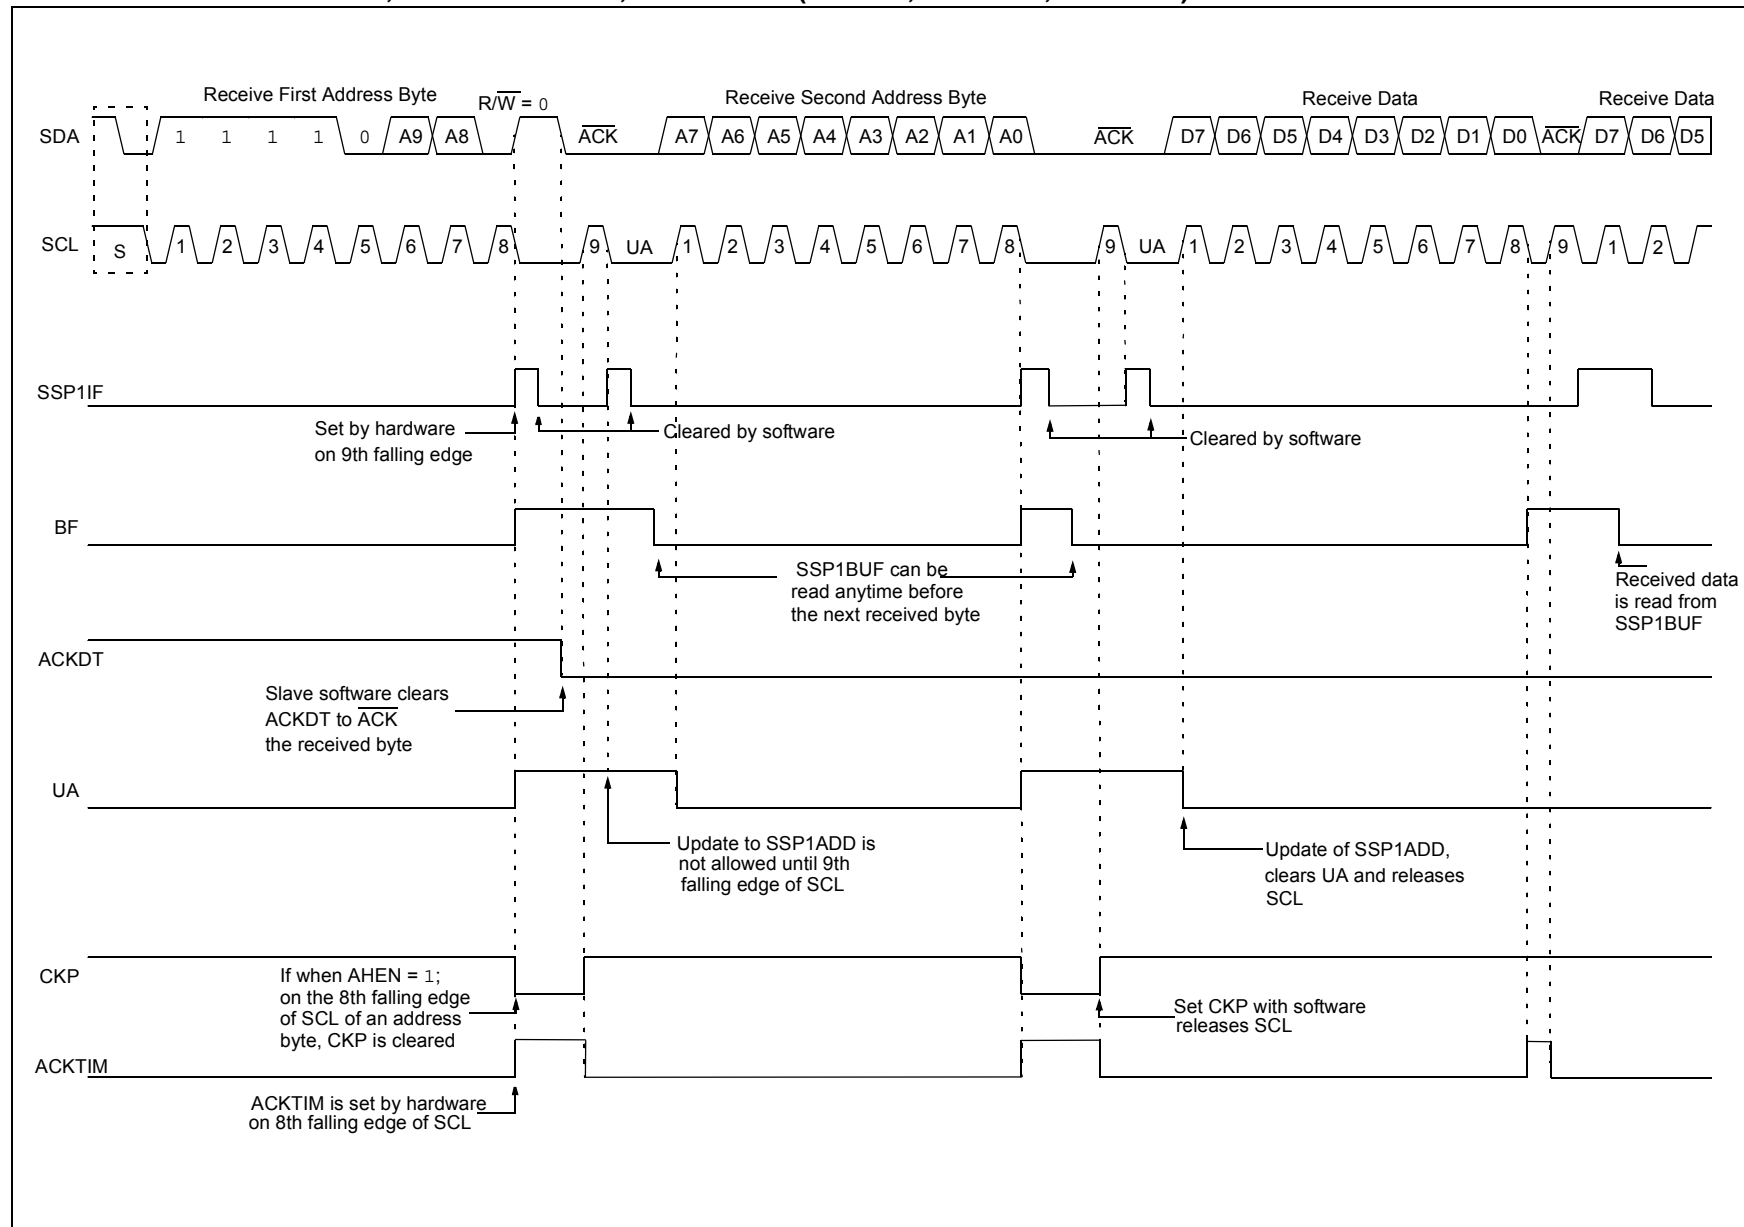 Receive First Address Byte
R/W = 0
Receive Second Address Byte
Receive Data
Receive Data
SDA
1 1 1 1 0 A9 A8 ACK A7 A6 A5 A4 A3 A2 A1 A0 ACK D7 D6 D5 D4 D3 D2 D1 D0 ACK D7 D6 D5
SCL
S 1 2 3 4 5 6 7 8 9 UA 1 2 3 4 5 6 7 8 9 UA 1 2 3 4 5 6 7 8 9 1 2
SSP1IF
Set by hardware
on 9th falling edge
Cleared by software
Cleared by software
BF
SSP1BUF can be
read anytime before
the next received byte
Received data
is read from
SSP1BUF
ACKDT
Slave software clears
ACKDT to ACK
the received byte
UA
Update to SSP1ADD is
not allowed until 9th
falling edge of SCL
Update of SSP1ADD,
clears UA and releases
SCL
CKP
If when AHEN = 1;
on the 8th falling edge
of SCL of an address
byte, CKP is cleared
Set CKP with software
releases SCL
ACKTIM
ACKTIM is set by hardware
on 8th falling edge of SCL